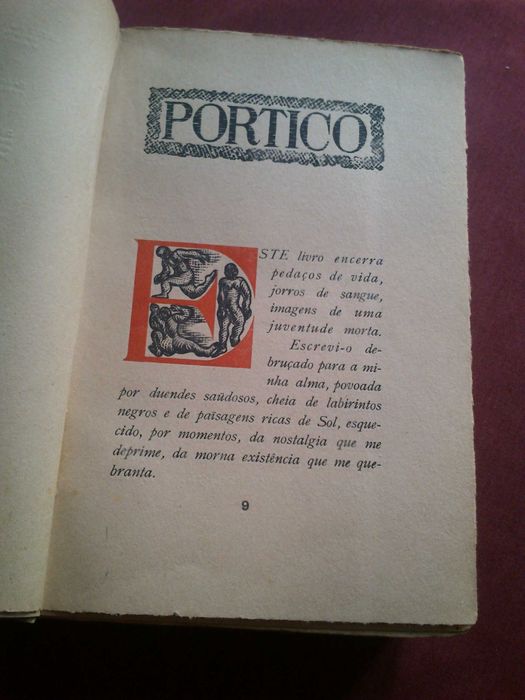 PORTICO
ESTE livro encerra
pedaços de vida,
jorros de sangue,
imagens de uma
juventude morta.
Escrevi-o de-
bruçado para a mi-
nha alma, povoada
por duendes saüdosos, cheia de labirintos
negros e de païsagens ricas de Sol, esque-
cido, por momentos, da nostalgia que me
deprime, da morna existência que me que-
branta.
9